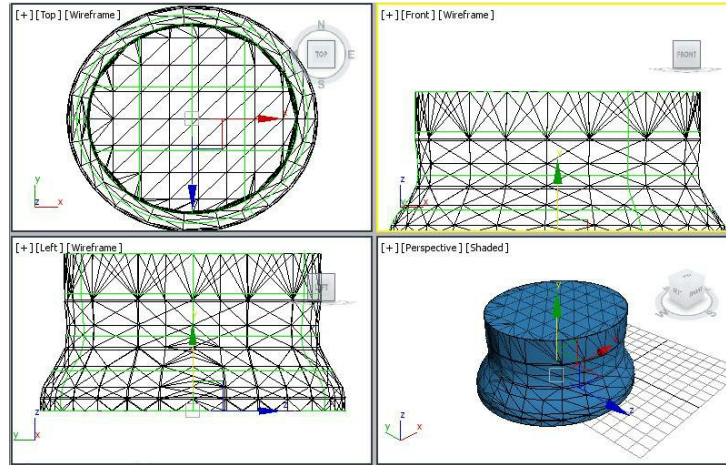 [+] [Top] [Wireframe]
N
TOP
E
S
x
y
z
x
[+] [Front] [Wireframe]
FRONT
y
z
x
[+] [Left] [Wireframe]
z
z
y
x
[+] [Perspective] [Shaded]
y
z
y
x